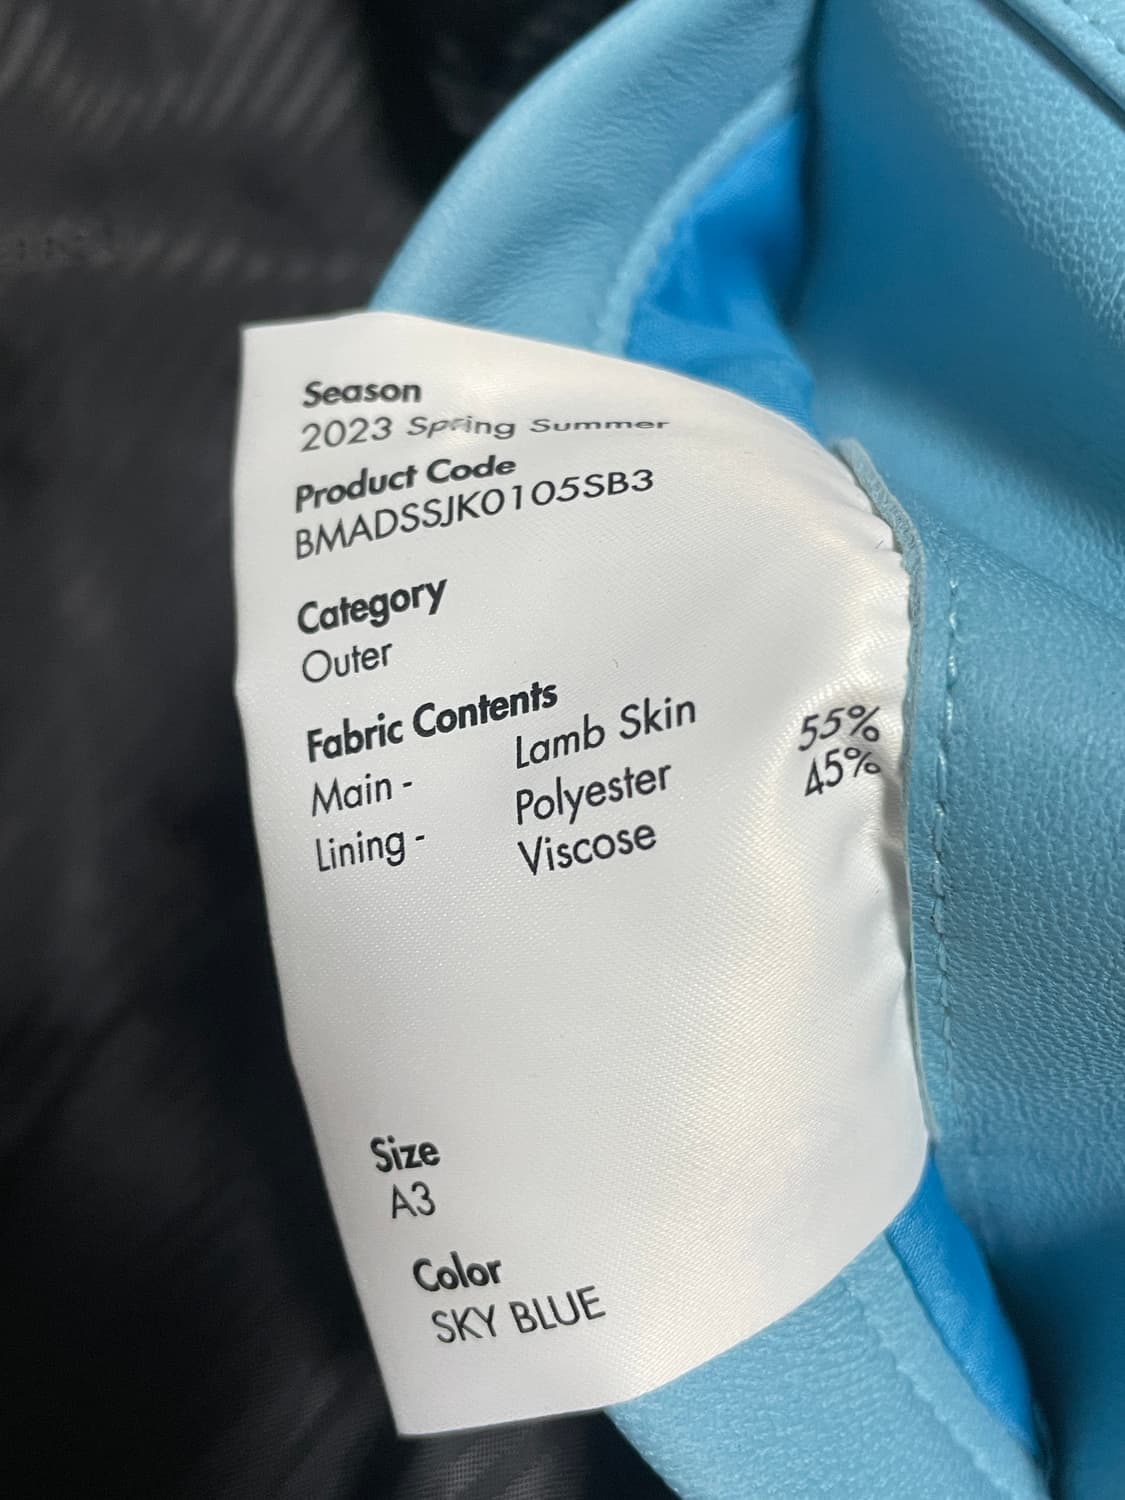 Season
2023 Spring Summer
Product Code
BMADSSJK0105SB3
Category
Outer
Fabric Contents
Main - Lamb Skin
Lining - Polyester 55%
Viscose 45%
Size
A3
Color
SKY BLUE